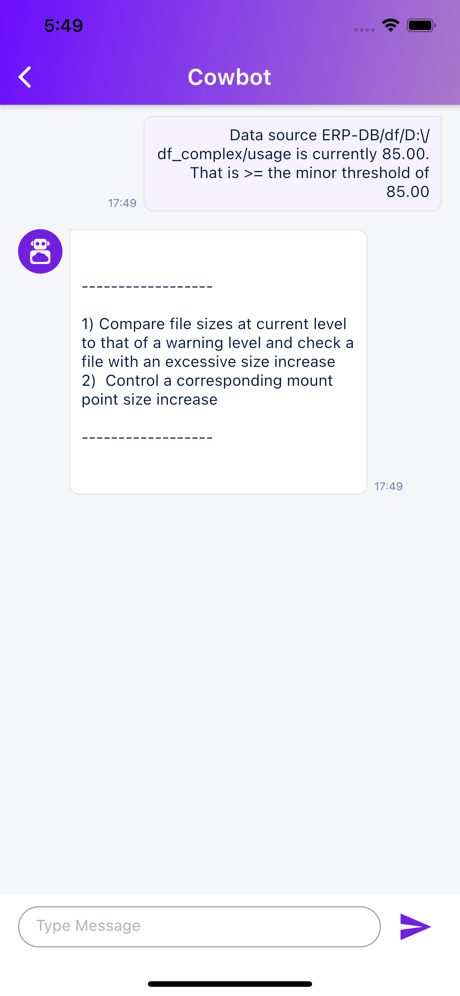 5:49
Cowbot
Data source ERP-DB/df/D:\/
df_complex/usage is currently 85.00.
That is >= the minor threshold of
85.00
17:49
------------------
1) Compare file sizes at current level
to that of a warning level and check a
file with an excessive size increase
2)  Control a corresponding mount
point size increase
------------------
17:49
Type Message